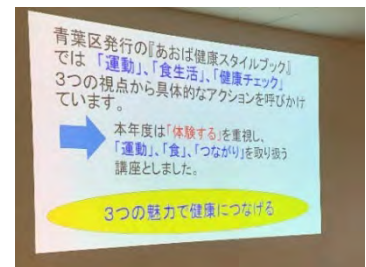 青葉区発行の『あおば健康スタイルブック』
では 「運動」、「食生活」、「健康チェック」
3つの視点から具体的なアクションを呼びかけ
ています。
本年度は「体験する」を重視し、
「運動」、「食」、「つながり」を取り扱う
講座としました。
3つの魅力で健康につなげる